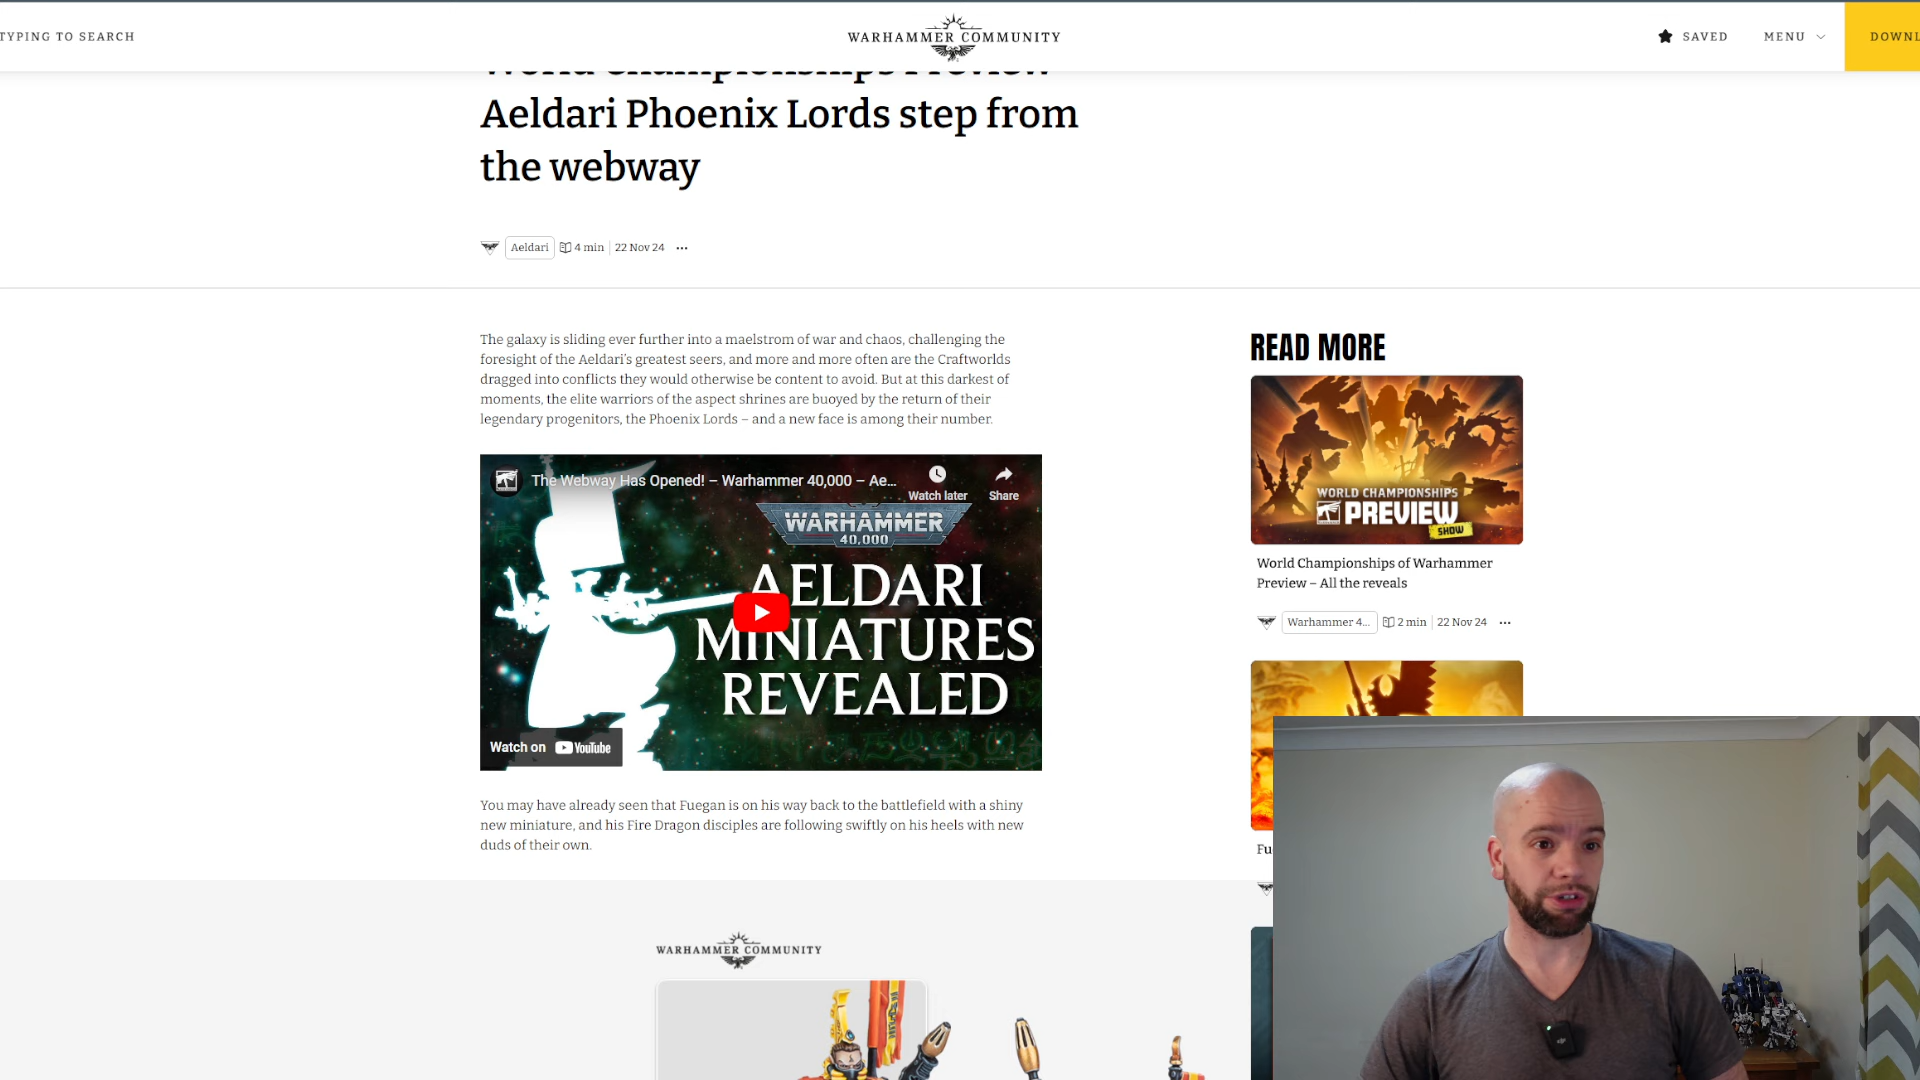 TYPING TO SEARCH
WARHAMMER COMMUNITY
SAVED
MENU
DOWNL
World Championships Preview
Aeldari Phoenix Lords step from
the webway
Aeldari
4 min
22 Nov 24
The galaxy is sliding ever further into a maelstrom of war and chaos, challenging the
foresight of the Aeldari's greatest seers, and more and more often are the Craftworlds
dragged into conflicts they would otherwise be content to avoid. But at this darkest of
moments, the elite warriors of the aspect shrines are buoyed by the return of their
legendary progenitors, the Phoenix Lords – and a new face is among their number.
The Webway Has Opened! – Warhammer 40,000 – Ae...
Watch later
Share
WARHAMMER
40,000
AELDARI
MINIATURES
REVEALED
Watch on YouTube
You may have already seen that Fuegan is on his way back to the battlefield with a shiny
new miniature, and his Fire Dragon disciples are following swiftly on his heels with new
duds of their own.
WARHAMMER COMMUNITY
READ MORE
WORLD CHAMPIONSHIPS
PREVIEW
SHOW
World Championships of Warhammer
Preview – All the reveals
Warhammer 4...
2 min
22 Nov 24
Fu